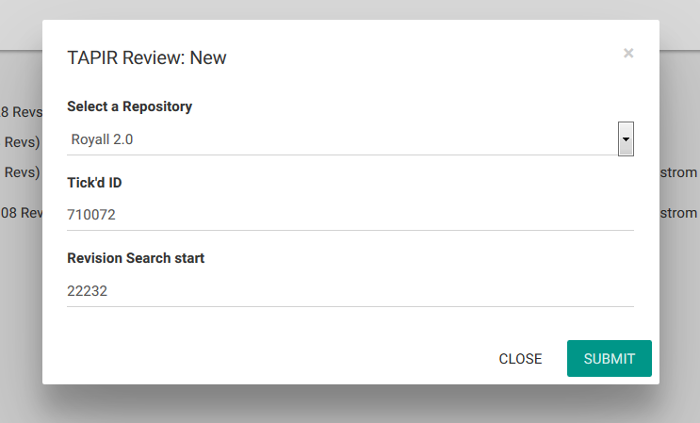 TAPIR Review: New
×
Select a Repository
8 Revs
Royall 2.0
Revs)
Revs)
strom
Tick'd ID
08 Rev
710072
strom
Revision Search start
22232
CLOSE
SUBMIT